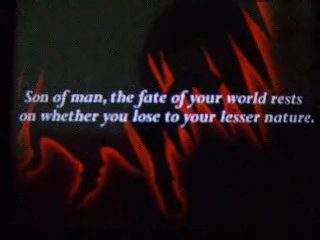 Son of man, the fate of your world rests
on whether you lose to your lesser nature.